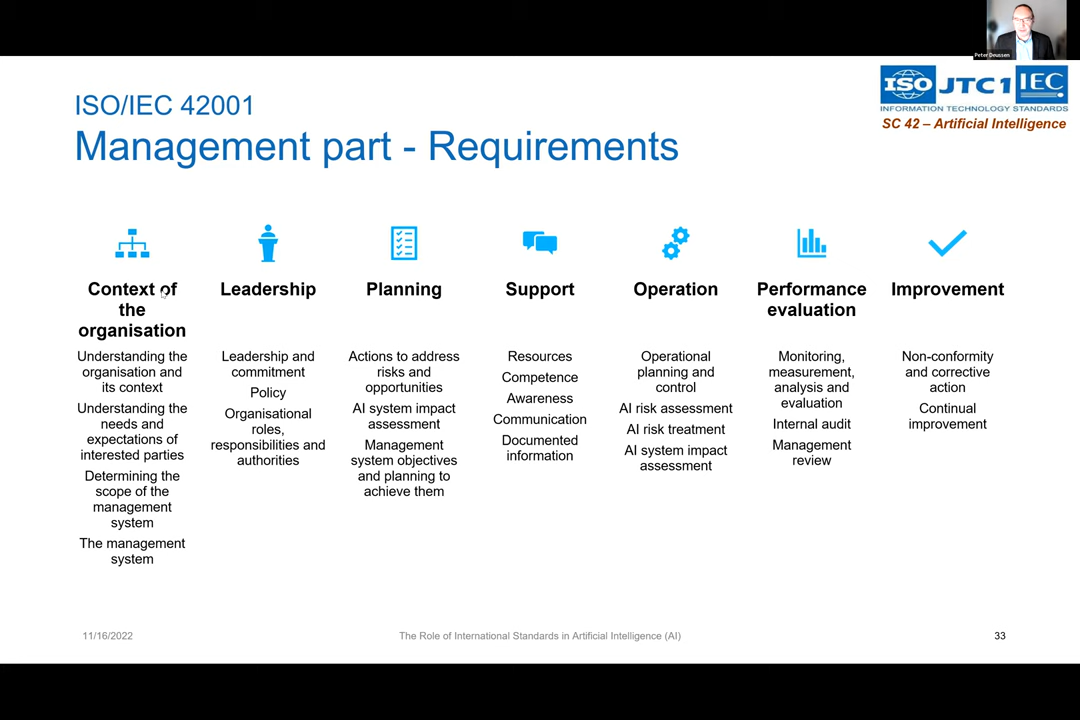 Peter Deussen
ISO JTC 1 IEC
INFORMATION TECHNOLOGY STANDARDS
SC 42 – Artificial Intelligence
ISO/IEC 42001
Management part - Requirements
Context of
the
organisation
Understanding the
organisation and
its context
Understanding the
needs and
expectations of
interested parties
Determining the
scope of the
management
system
The management
system
Leadership
Leadership and
commitment
Policy
Organisational
roles,
responsibilities and
authorities
Planning
Actions to address
risks and
opportunities
AI system impact
assessment
Management
system objectives
and planning to
achieve them
Support
Resources
Competence
Awareness
Communication
Documented
information
Operation
Operational
planning and
control
AI risk assessment
AI risk treatment
AI system impact
assessment
Performance
evaluation
Monitoring,
measurement,
analysis and
evaluation
Internal audit
Management
review
Improvement
Non-conformity
and corrective
action
Continual
improvement
11/16/2022
The Role of International Standards in Artificial Intelligence (AI)
33